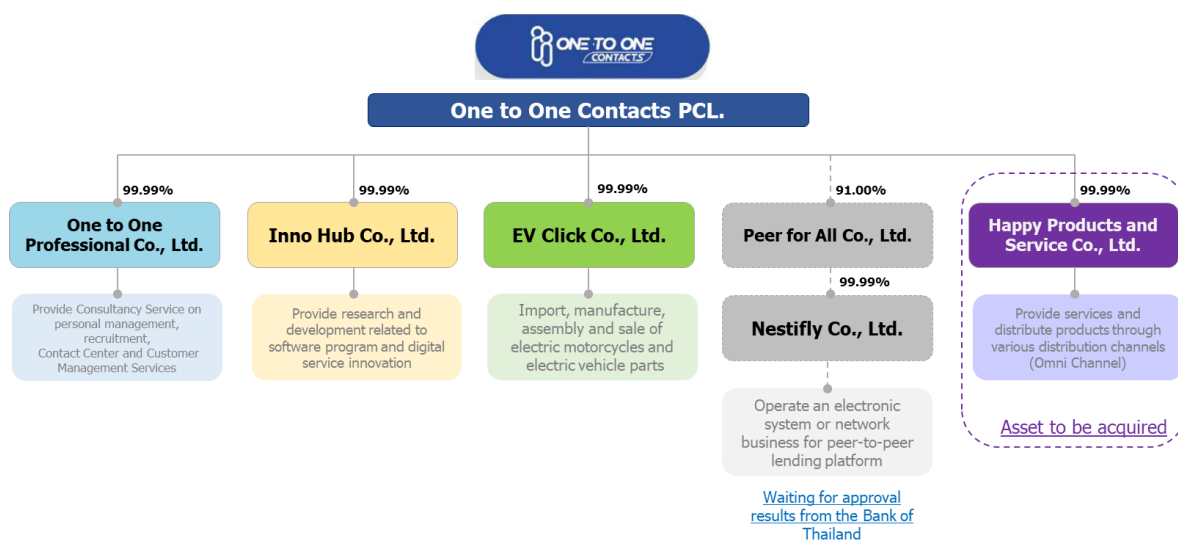 ONE TO ONE
CONTACTS
One to One Contacts PCL.
99.99%
One to One
Professional Co., Ltd.
Provide Consultancy Service on
personal management,
recruitment,
Contact Center and Customer
Management Services
99.99%
Inno Hub Co., Ltd.
Provide research and
development related to
software program and digital
service innovation
99.99%
EV Click Co., Ltd.
Import, manufacture,
assembly and sale of
electric motorcycles and
electric vehicle parts
91.00%
Peer for All Co., Ltd.
99.99%
Nestifly Co., Ltd.
Operate an electronic
system or network
business for peer-to-peer
lending platform
Waiting for approval
results from the Bank of
Thailand
99.99%
Happy Products and
Service Co., Ltd.
Provide services and
distribute products through
various distribution channels
(Omni Channel)
Asset to be acquired